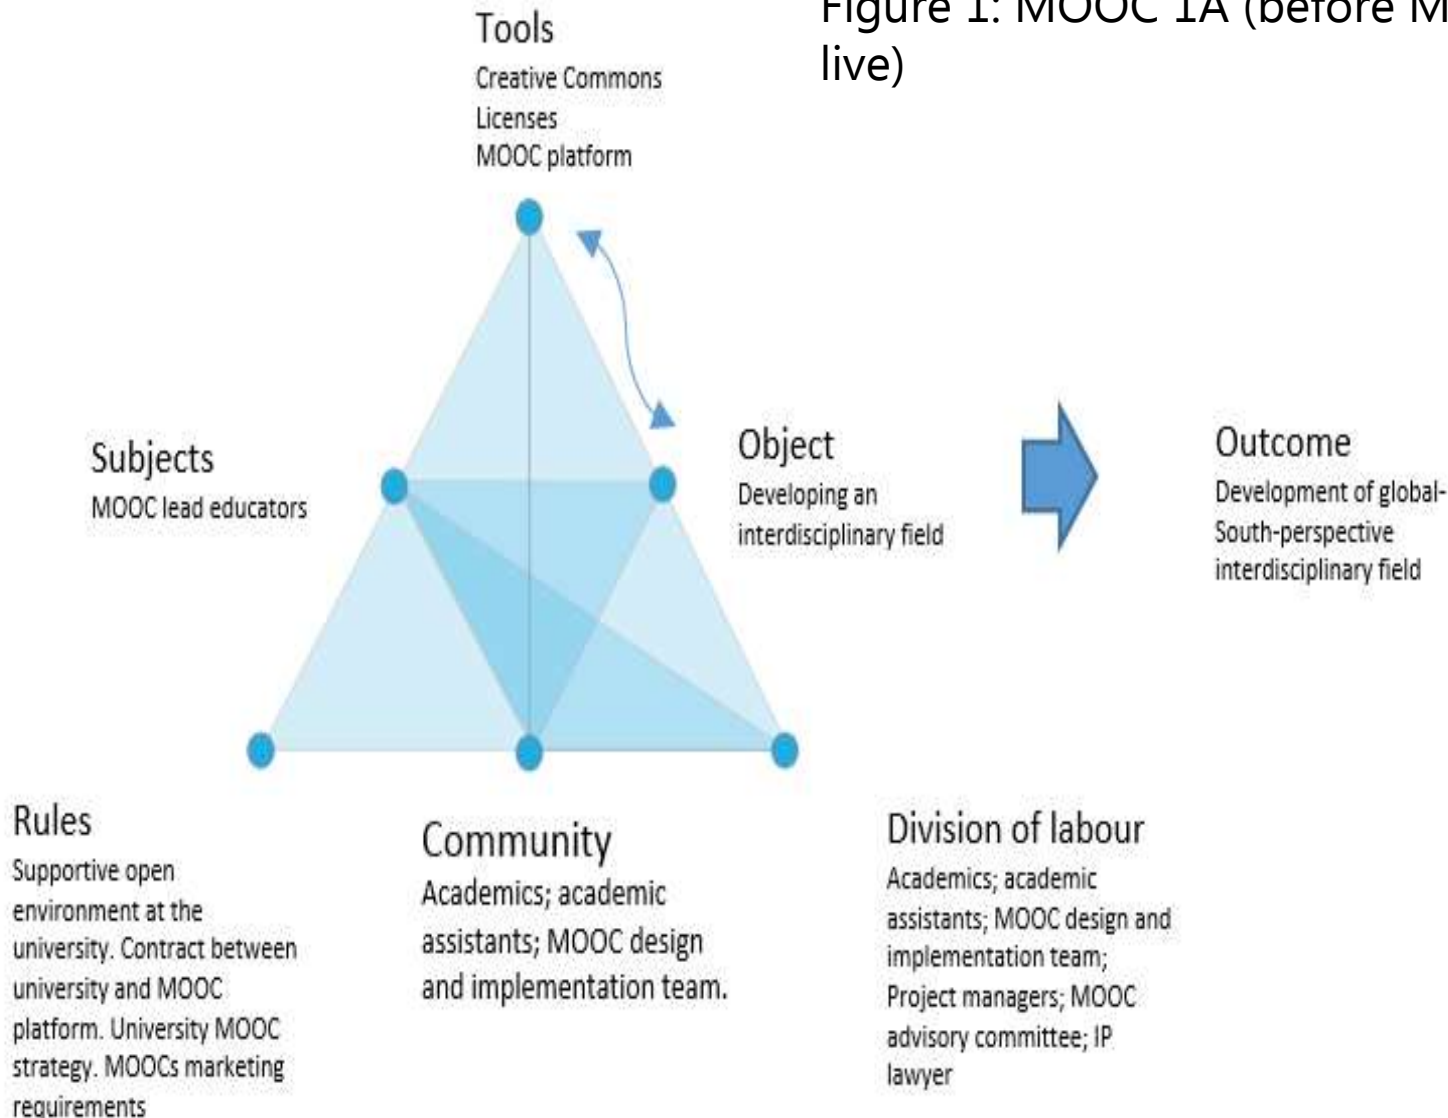 Figure 1: MOOC 1A (before M
live)
Tools
Creative Commons
Licenses
MOOC platform
Subjects
MOOC lead educators
Object
Developing an
interdisciplinary field
Outcome
Development of global-
South-perspective
interdisciplinary field
Rules
Supportive open
environment at the
university. Contract between
university and MOOC
platform. University MOOC
strategy. MOOCs marketing
requirements
Community
Academics; academic
assistants; MOOC design
and implementation team.
Division of labour
Academics; academic
assistants; MOOC design and
implementation team;
Project managers; MOOC
advisory committee; IP
lawyer